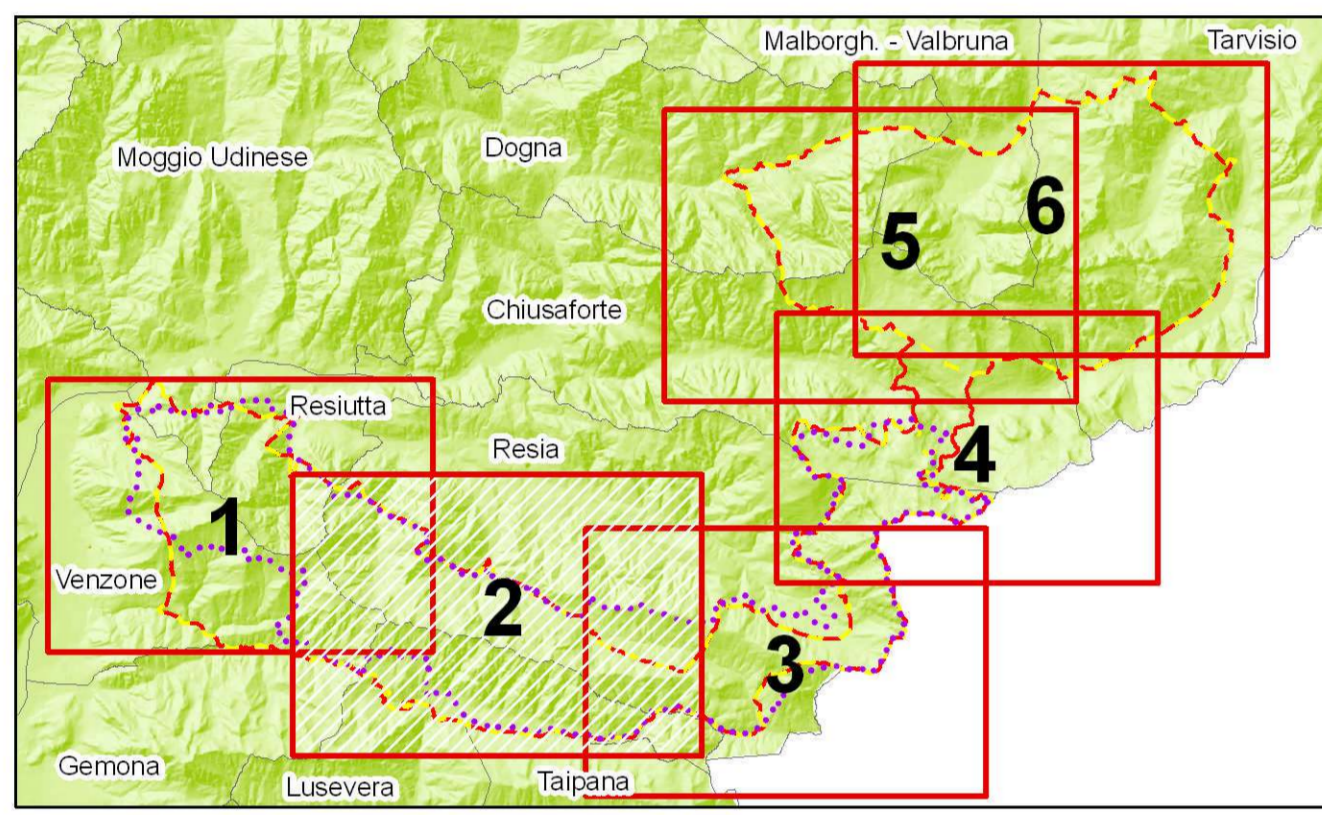 Malborgh. - Valbruna
Tarvisio
Moggio Udinese
Dogna
6
5
Chiusaforte
Resiutta
Resia
4
1
Venzone
2
3
Gemona
Lusevera
Taipana